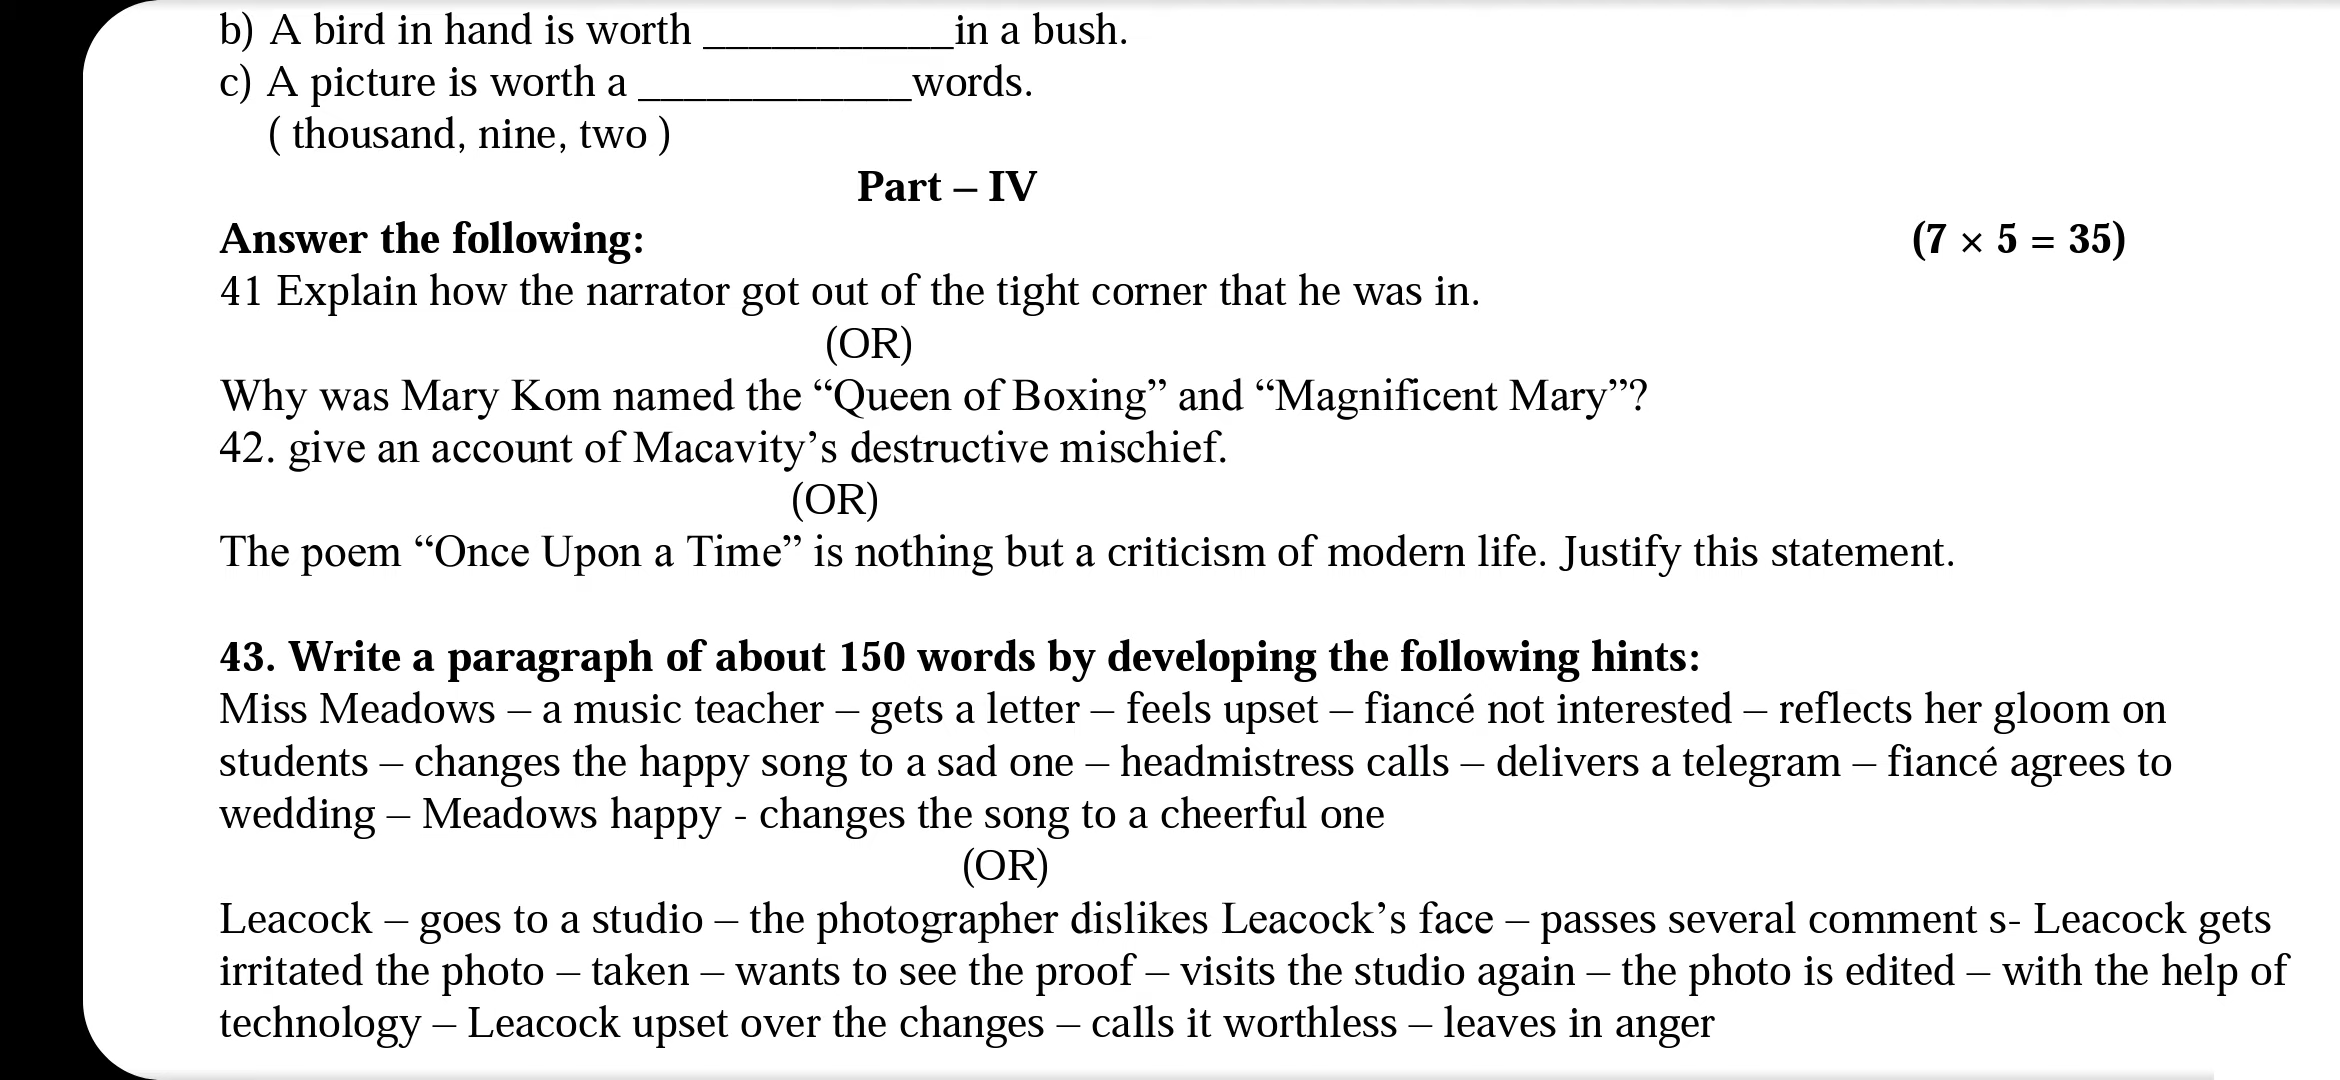 b) A bird in hand is worth ___________in a bush.
c) A picture is worth a ____________words.
( thousand, nine, two )
Part – IV
Answer the following: (7 × 5 = 35)
41 Explain how the narrator got out of the tight corner that he was in.
(OR)
Why was Mary Kom named the “Queen of Boxing” and “Magnificent Mary”?
42. give an account of Macavity’s destructive mischief.
(OR)
The poem “Once Upon a Time” is nothing but a criticism of modern life. Justify this statement.
43. Write a paragraph of about 150 words by developing the following hints:
Miss Meadows – a music teacher – gets a letter – feels upset – fiancé not interested – reflects her gloom on
students – changes the happy song to a sad one – headmistress calls – delivers a telegram – fiancé agrees to
wedding – Meadows happy - changes the song to a cheerful one
(OR)
Leacock – goes to a studio – the photographer dislikes Leacock’s face – passes several comment s- Leacock gets
irritated the photo – taken – wants to see the proof – visits the studio again – the photo is edited – with the help of
technology – Leacock upset over the changes – calls it worthless – leaves in anger